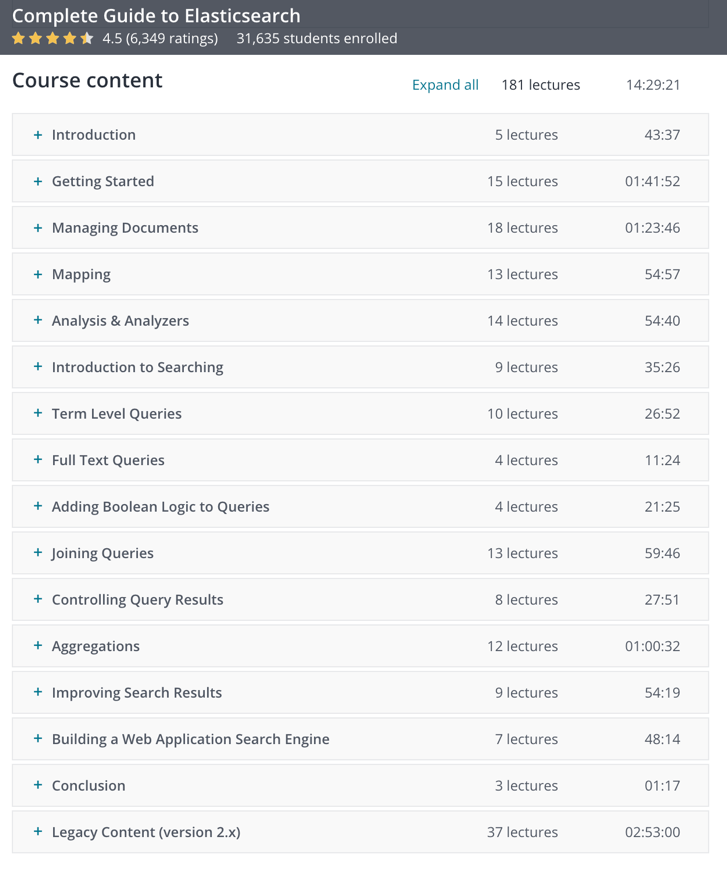 Complete Guide to Elasticsearch
4.5 (6,349 ratings) 31,635 students enrolled
Course content Expand all 181 lectures 14:29:21
+ Introduction 5 lectures 43:37
+ Getting Started 15 lectures 01:41:52
+ Managing Documents 18 lectures 01:23:46
+ Mapping 13 lectures 54:57
+ Analysis & Analyzers 14 lectures 54:40
+ Introduction to Searching 9 lectures 35:26
+ Term Level Queries 10 lectures 26:52
+ Full Text Queries 4 lectures 11:24
+ Adding Boolean Logic to Queries 4 lectures 21:25
+ Joining Queries 13 lectures 59:46
+ Controlling Query Results 8 lectures 27:51
+ Aggregations 12 lectures 01:00:32
+ Improving Search Results 9 lectures 54:19
+ Building a Web Application Search Engine 7 lectures 48:14
+ Conclusion 3 lectures 01:17
+ Legacy Content (version 2.x) 37 lectures 02:53:00